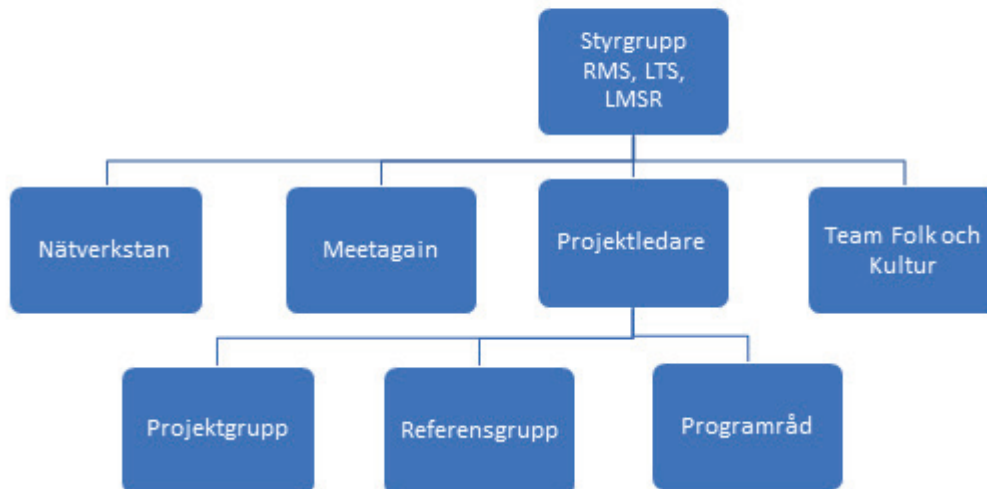 Styrgrupp
RMS, LTS,
LMSR
Nätverkstan
Meetagain
Projektledare
Team Folk och
Kultur
Projektgrupp
Referensgrupp
Programråd